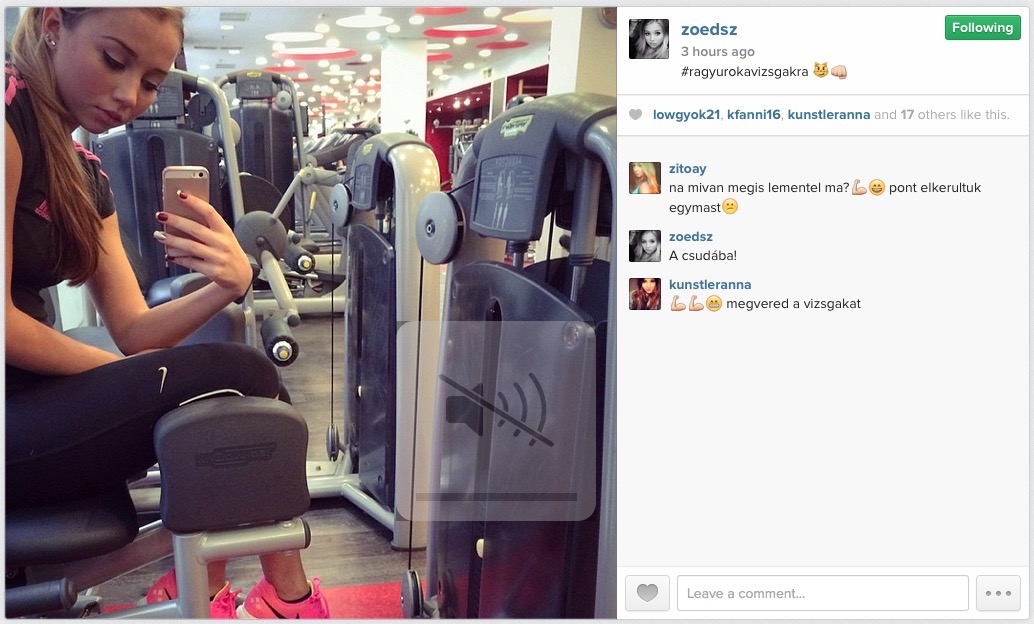 zoedsz
Following
3 hours ago
#ragyurokavizsgakra 😼👊
lowgyok21, kfanni16, kunstleranna and 17 others like this.
zitoay
na mivan megis lementel ma?💪😄 pont elkerultuk
egymast😕
zoedsz
A csudába!
kunstleranna
💪💪😁 megvered a vizsgakat
Leave a comment...